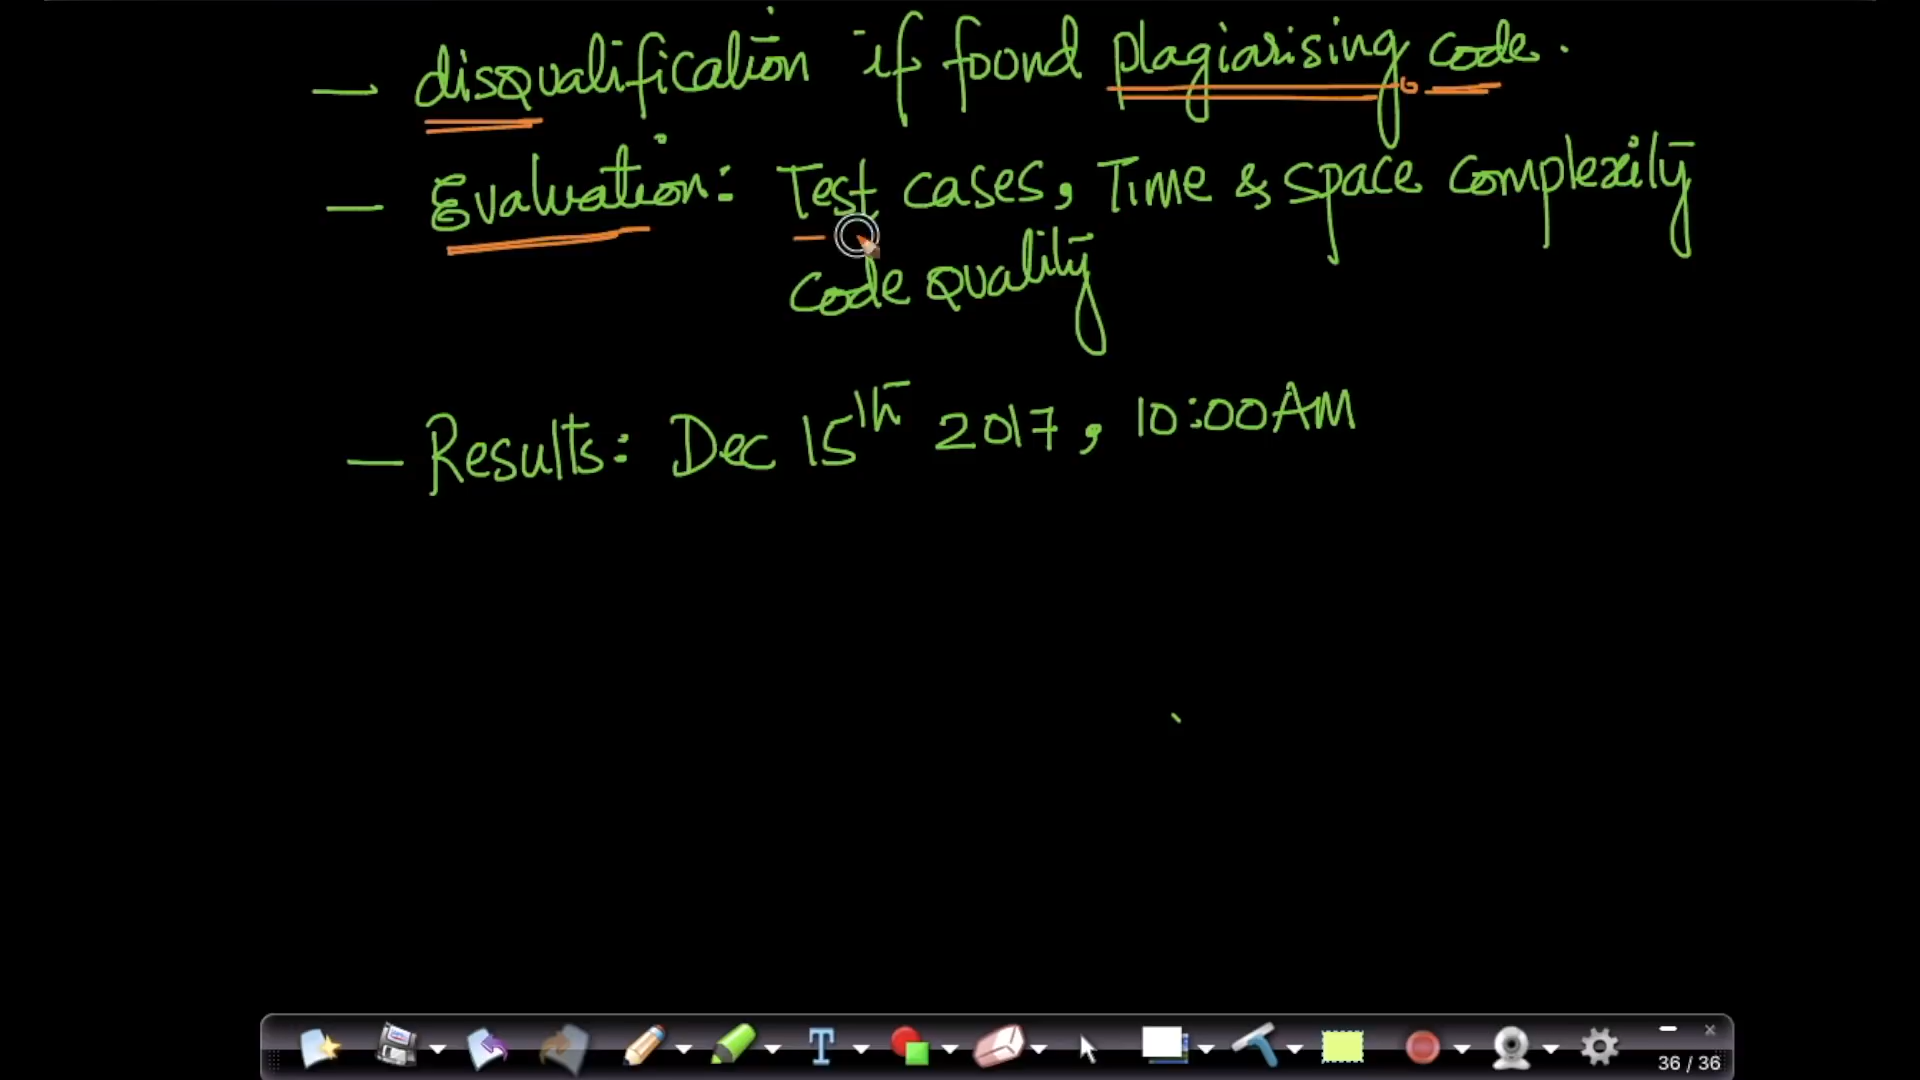 — disqualification if foond plagiarising code.
— Evaluation: Test cases, Time & space complexity
code quality
— Results: Dec 15th 2017, 10:00AM
T
36 / 36